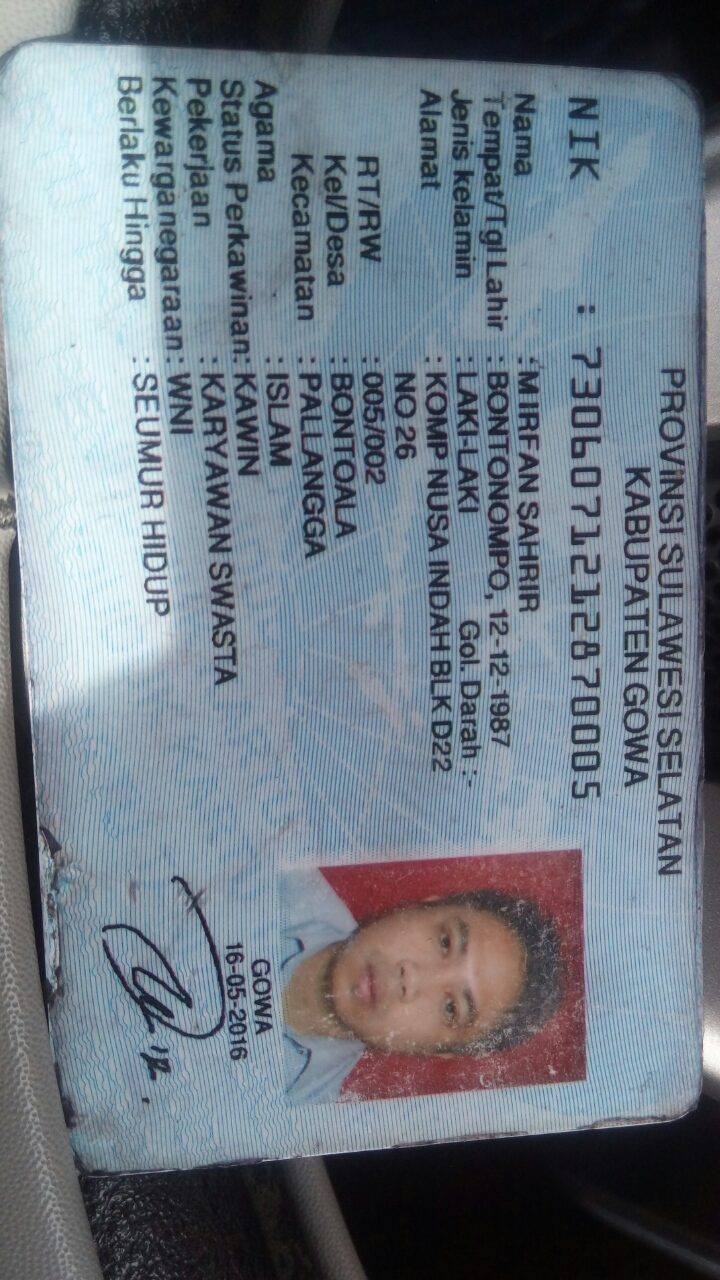 PROVINSI SULAWESI SELATAN
KABUPATEN GOWA
NIK : 7306071212870005
Nama : M IRFAN SAHRIR
Tempat/Tgl Lahir : BONTONOMPO, 12-12-1987
Jenis kelamin : LAKI-LAKI Gol. Darah :-
Alamat : KOMP NUSA INDAH BLK D22
NO 26
RT/RW : 005/002
Kel/Desa : BONTOALA
Kecamatan : PALLANGGA
Agama : ISLAM
Status Perkawinan: KAWIN
Pekerjaan : KARYAWAN SWASTA
Kewarganegaraan : WNI
Berlaku Hingga : SEUMUR HIDUP
GOWA
16-05-2016